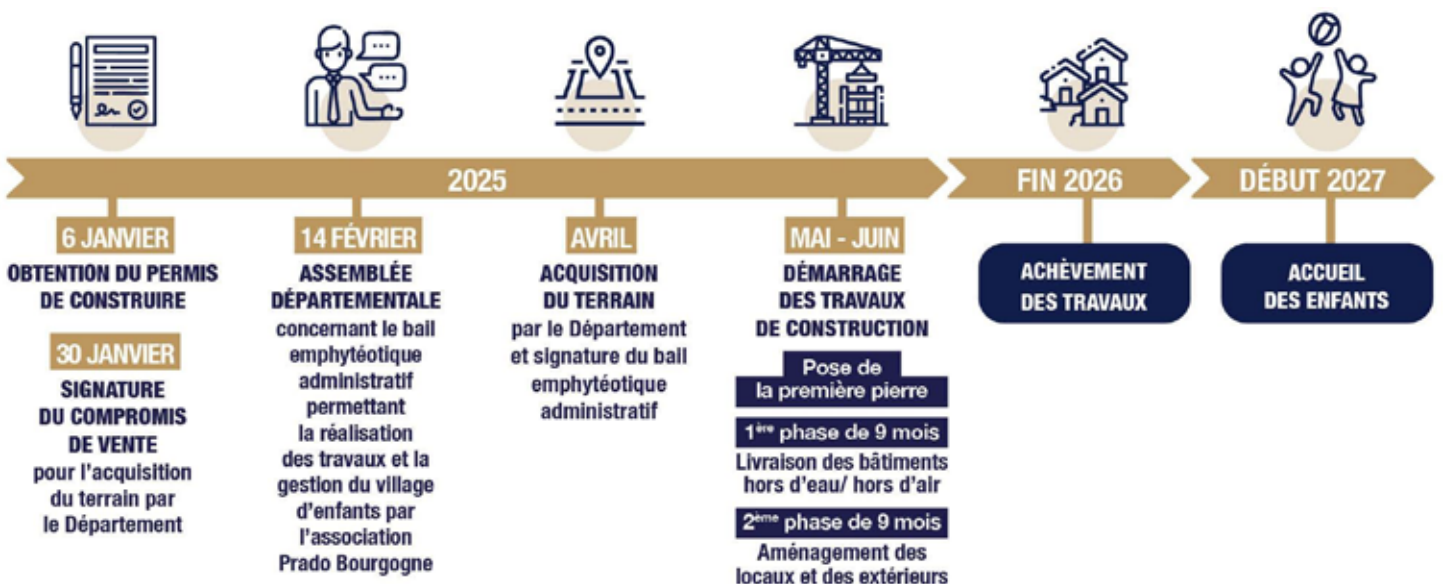 2025
FIN 2026
DÉBUT 2027
6 JANVIER
OBTENTION DU PERMIS
DE CONSTRUIRE
30 JANVIER
SIGNATURE
DU COMPROMIS
DE VENTE
pour l'acquisition
du terrain par
le Département
14 FÉVRIER
ASSEMBLÉE
DÉPARTEMENTALE
concernant le bail
emphytéotique
administratif
permettant
la réalisation
des travaux et la
gestion du village
d'enfants par
l'association
Prado Bourgogne
AVRIL
ACQUISITION
DU TERRAIN
par le Département
et signature du bail
emphytéotique
administratif
MAI - JUIN
DÉMARRAGE
DES TRAVAUX
DE CONSTRUCTION
Pose de
la première pierre
1ère phase de 9 mois
Livraison des bâtiments
hors d'eau/ hors d'air
2ème phase de 9 mois
Aménagement des
locaux et des extérieurs
ACHÈVEMENT
DES TRAVAUX
ACCUEIL
DES ENFANTS